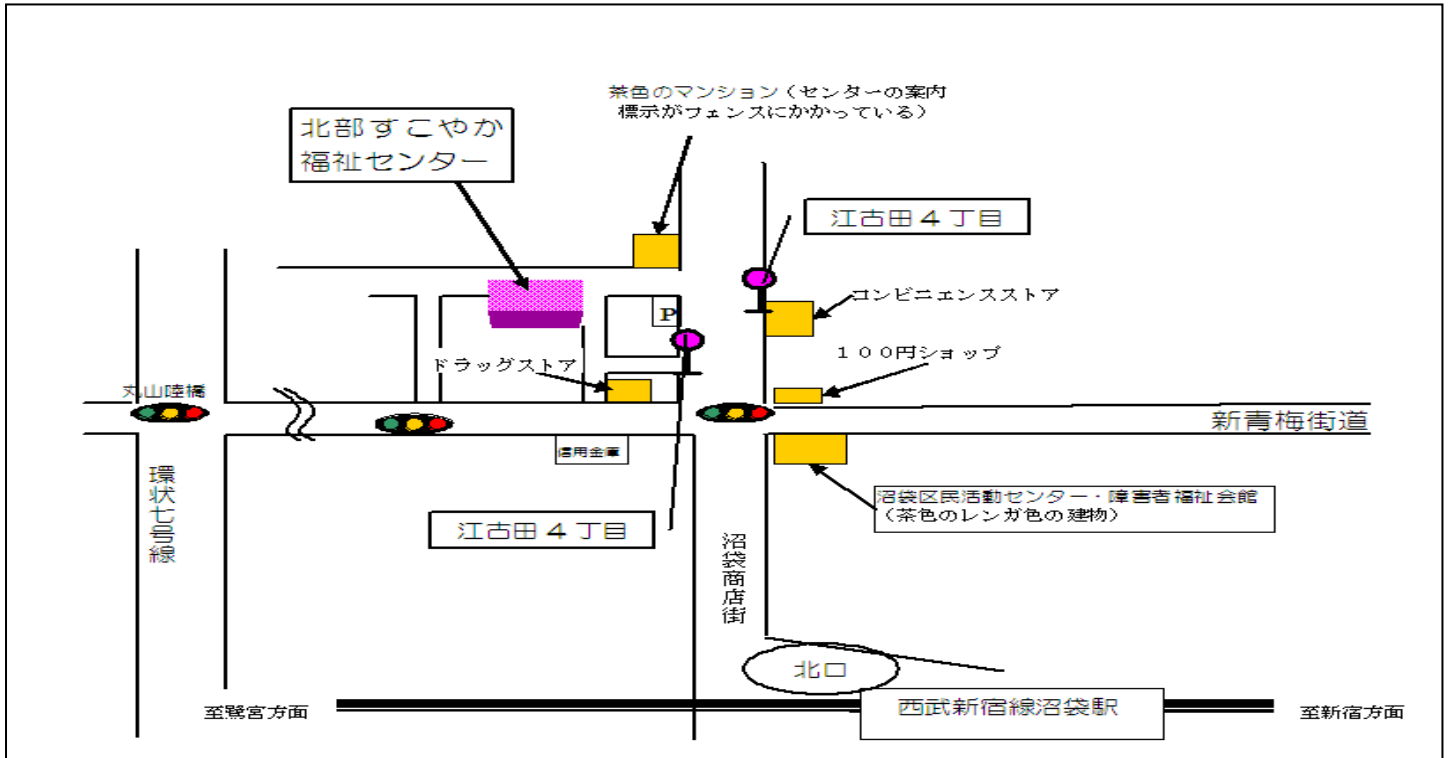 茶色のマンション（センターの案内
標示がフェンスにかかっている）
北部すこやか
福祉センター
江古田４丁目
コンビニェンスストア
P
１００円ショップ
ドラッグストア
丸山陸橋
新青梅街道
信用金庫
環状七号線
沼袋区民活動センター・障害者福祉会館
（茶色のレンガ色の建物）
江古田４丁目
沼袋商店街
北口
西武新宿線沼袋駅
至鷺宮方面
至新宿方面